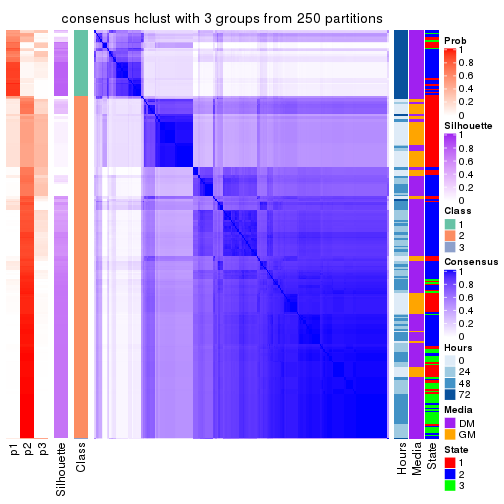 consensus hclust with 3 groups from 250 partitions
Prob
1
0.8
0.6
0.4
0.2
0
Silhouette
1
0.8
0.6
0.4
0.2
0
Class
1
2
3
Consensus
1
0.8
0.6
0.4
0.2
0
Hours
0
24
48
72
Media
DM
GM
State
1
2
3
p1
p2
p3
Silhouette
Class
Hours
Media
State